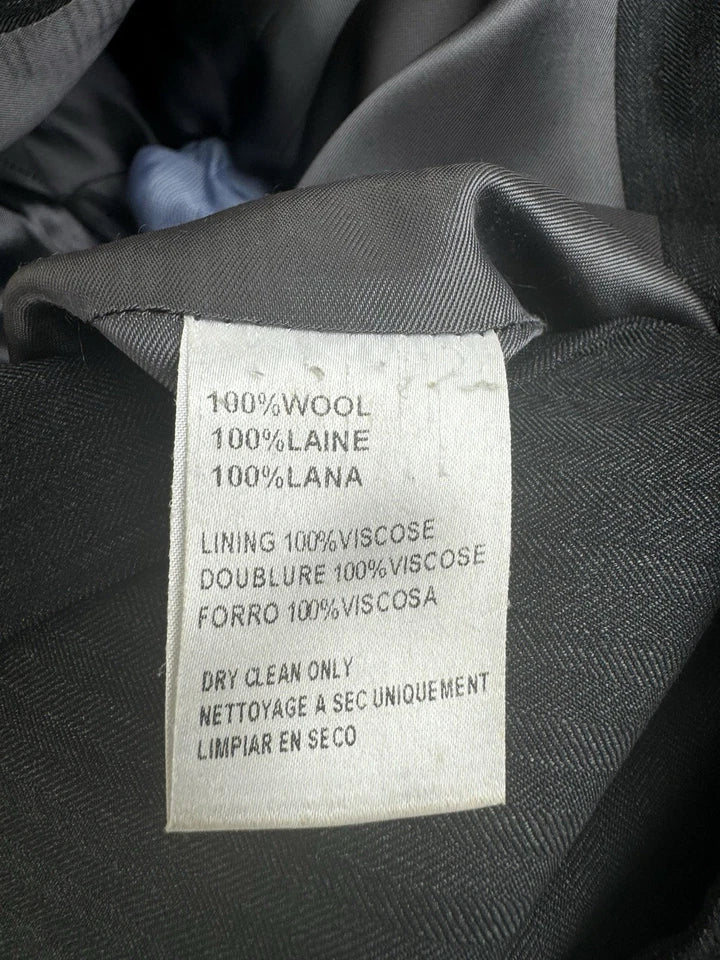 100%WOOL
100%LAINE
100%LANA
LINING 100%VISCOSE
DOUBLURE 100%VISCOSE
FORRO 100%VISCOSA
DRY CLEAN ONLY
NETTOYAGE A SEC UNIQUEMENT
LIMPIAR EN SECO